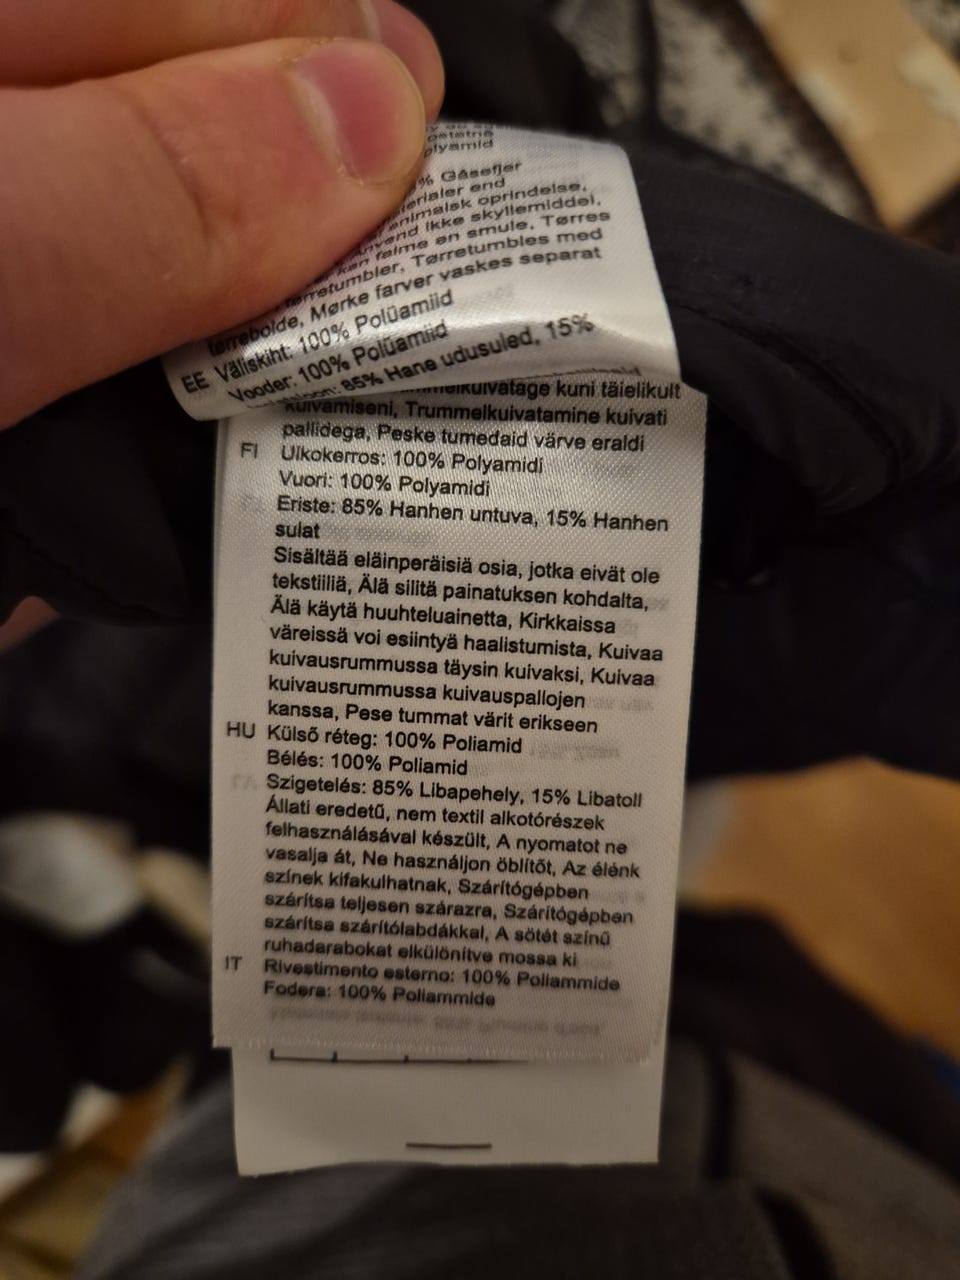 ostatnė
olyamid
% Gåsefjer
erialer end
animalsk oprindelse,
nvend ikke skyllemiddel,
kan falme en smule, Tørres
tørretumbler, Tørretumbles med
tørrebolde, Mørke farver vaskes separat
EE Väliskiht: 100% Polüamiid
Vooder: 100% Polüamiid
85% Hane udusuled, 15%
kuni täielikult
kuivamiseni, Trummelkuivatamine kuivati
pallidega, Peske tumedaid värve eraldi
FI Ulkokerros: 100% Polyamidi
Vuori: 100% Polyamidi
Eriste: 85% Hanhen untuva, 15% Hanhen
sulat
Sisältää eläinperäisiä osia, jotka eivät ole
tekstiiliä, Älä silitä painatuksen kohdalta,
Älä käytä huuhteluainetta, Kirkkaissa
väreissä voi esiintyä haalistumista, Kuivaa
kuivausrummussa täysin kuivaksi, Kuivaa
kuivausrummussa kuivauspallojen
kanssa, Pese tummat värit erikseen
HU Külső réteg: 100% Poliamid
Bélés: 100% Poliamid
Szigetelés: 85% Libapehely, 15% Libatoll
Állati eredetű, nem textil alkotórészek
felhasználásával készült, A nyomatot ne
vasalja át, Ne használjon öblítőt, Az élénk
színek kifakulhatnak, Szárítógépben
szárítsa teljesen szárazra, Szárítógépben
szárítsa szárítólabdákkal, A sötét színű
ruhadarabokat elkülönítve mossa ki
IT Rivestimento esterno: 100% Poliammide
Fodera: 100% Poliammide